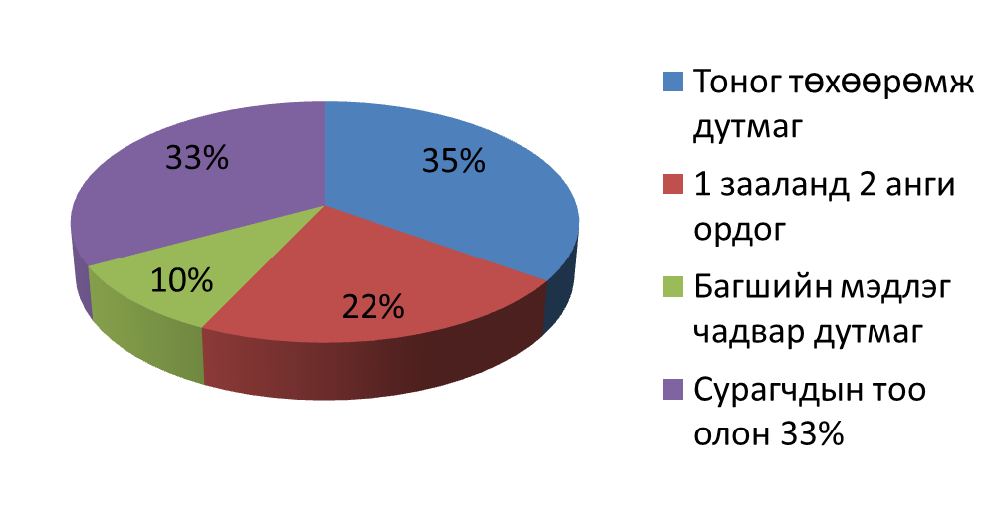 33%
35%
10%
22%
Тоног төхөөрөмж
дутмаг
1 зааланд 2 анги
ордог
Багшийн мэдлэг
чадвар дутмаг
Сурагчдын тоо
олон 33%